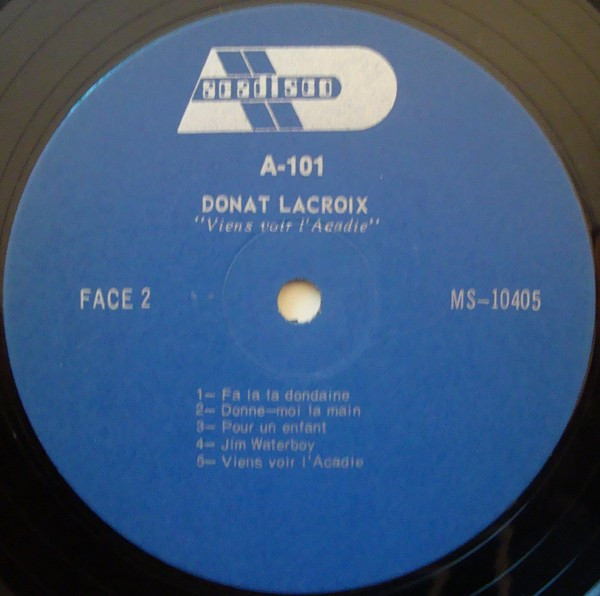 acadisco
A-101
DONAT LACROIX
"Viens voir l'Acadie"
FACE 2
MS-10405
1- Fa la la dondaine
2- Donne-moi la main
3- Pour un enfant
4- Jim Waterboy
5- Viens voir l'Acadie